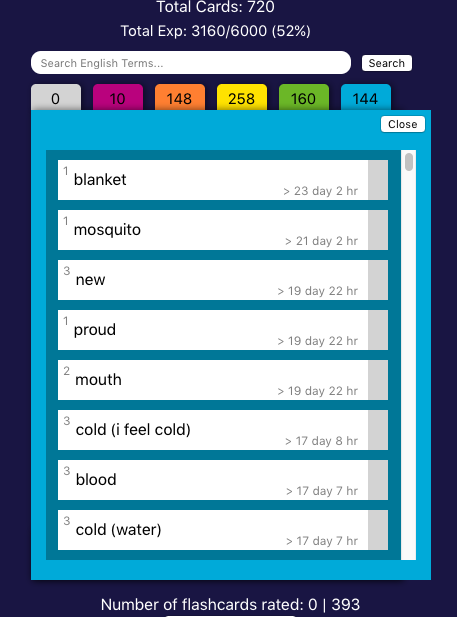 Total Cards: 720
Total Exp: 3160/6000 (52%)
Search English Terms... Search
0 10 148 258 160 144
Close
1 blanket
> 23 day 2 hr
1 mosquito
> 21 day 2 hr
3 new
> 19 day 22 hr
1 proud
> 19 day 22 hr
2 mouth
> 19 day 22 hr
3 cold (i feel cold)
> 17 day 8 hr
3 blood
> 17 day 7 hr
3 cold (water)
> 17 day 7 hr
Number of flashcards rated: 0 | 393